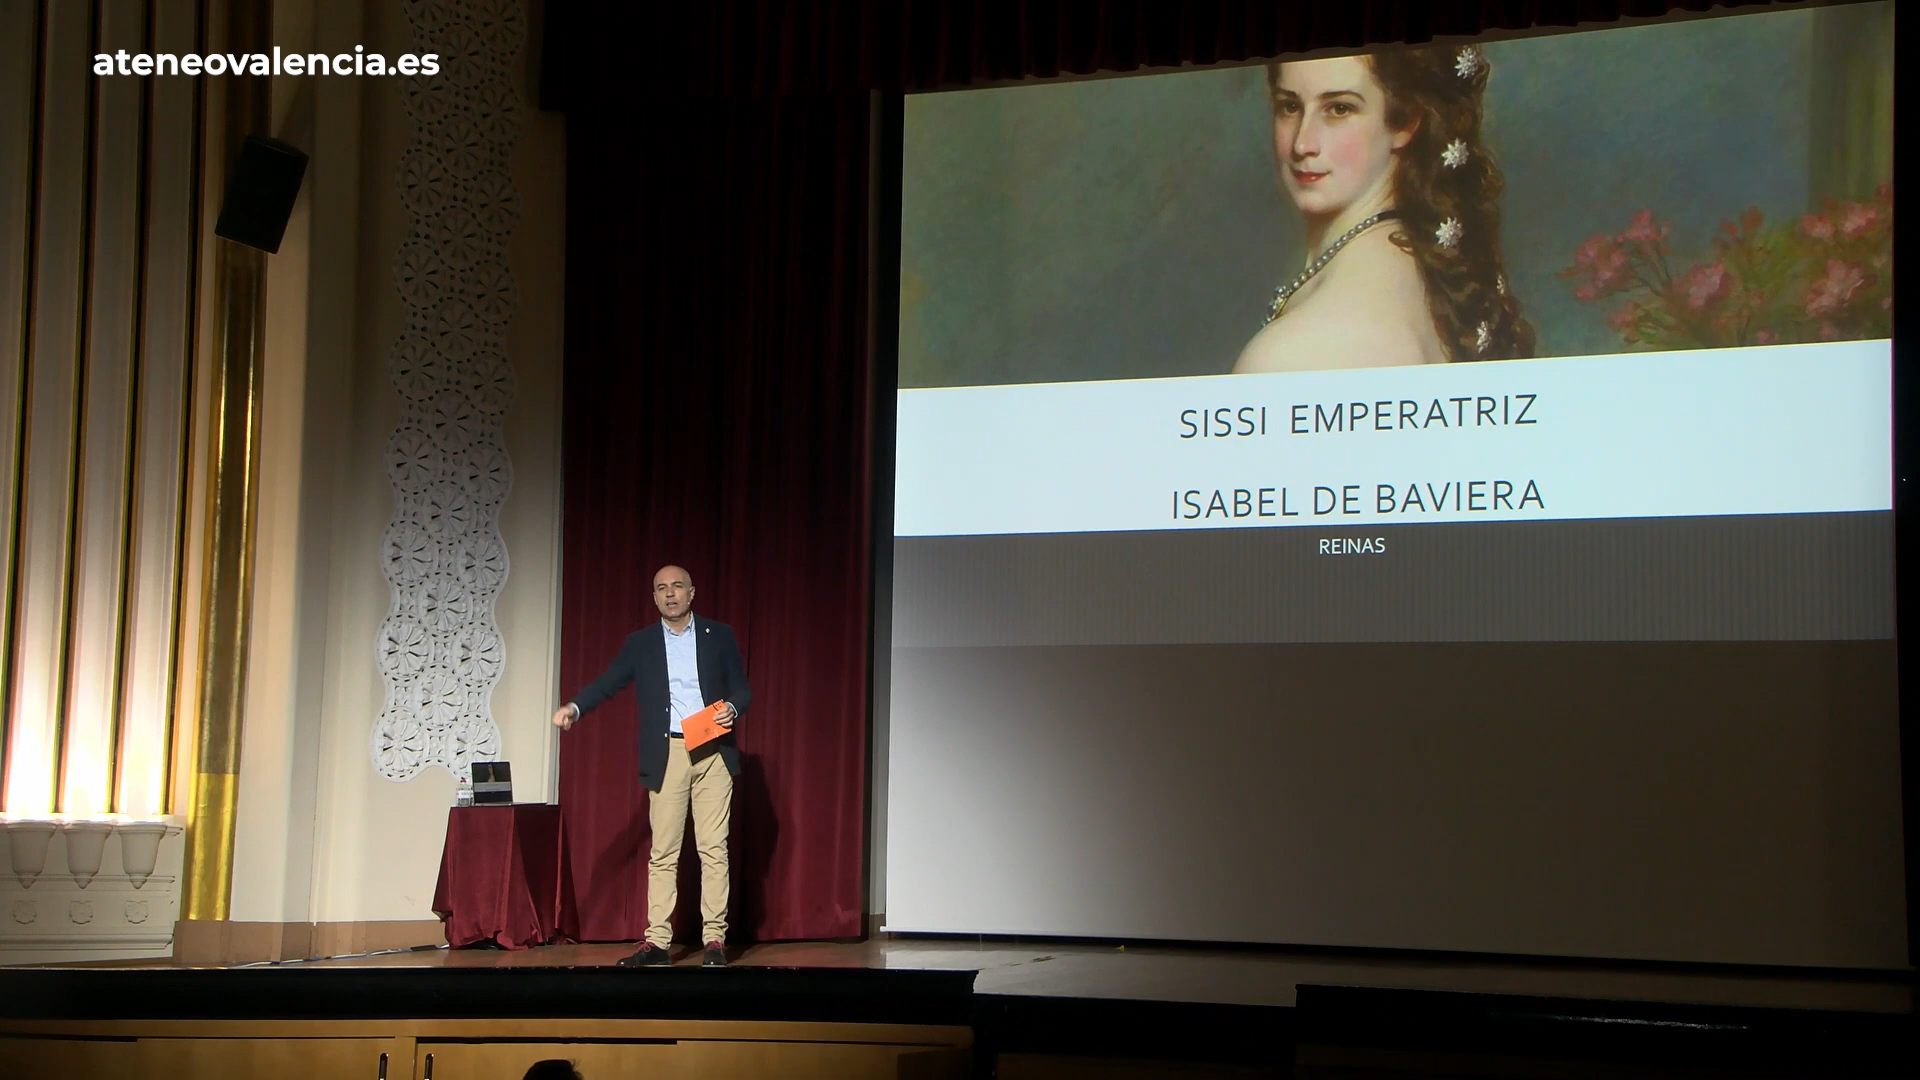 ateneovalencia.es
SISSI EMPERATRIZ
ISABEL DE BAVIERA
REINAS